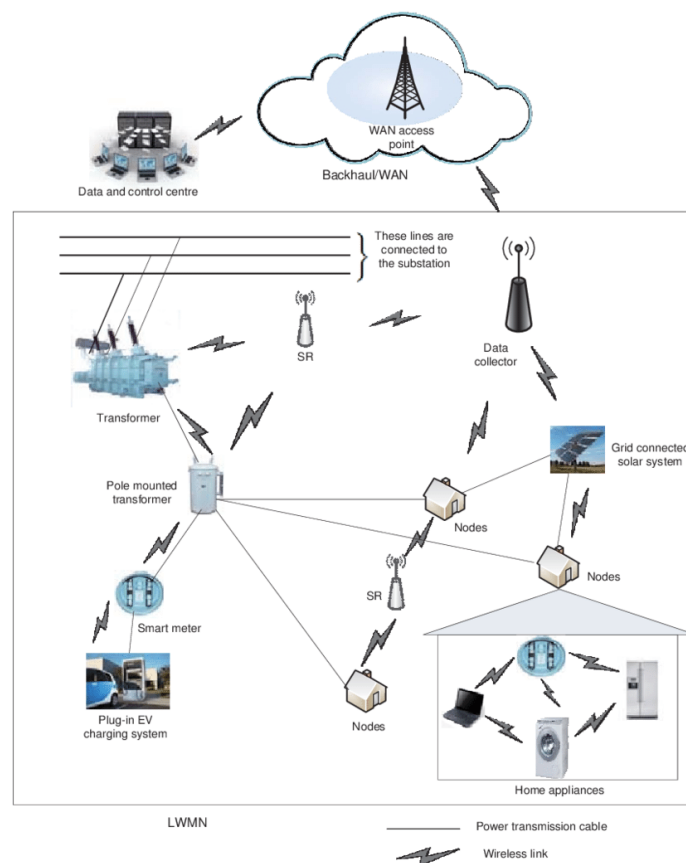 WAN access
point
Backhaul/WAN
Data and control centre
These lines are
connected to
the substation
SR
Data
collector
Transformer
Grid connected
solar system
Pole mounted
transformer
Nodes
Nodes
SR
Smart meter
Plug-in EV
charging system
Nodes
Home appliances
LWMN
Power transmission cable
Wireless link